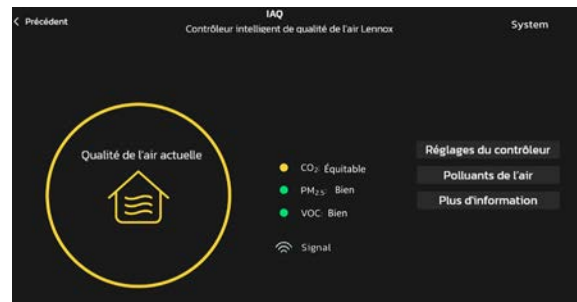 Précédent
IAQ
Contrôleur intelligent de qualité de l'air Lennox
System
Qualité de l'air actuelle
CO₂: Équitable
PM₂.₅: Bien
VOC: Bien
Signal
Réglages du contrôleur
Polluants de l'air
Plus d'information